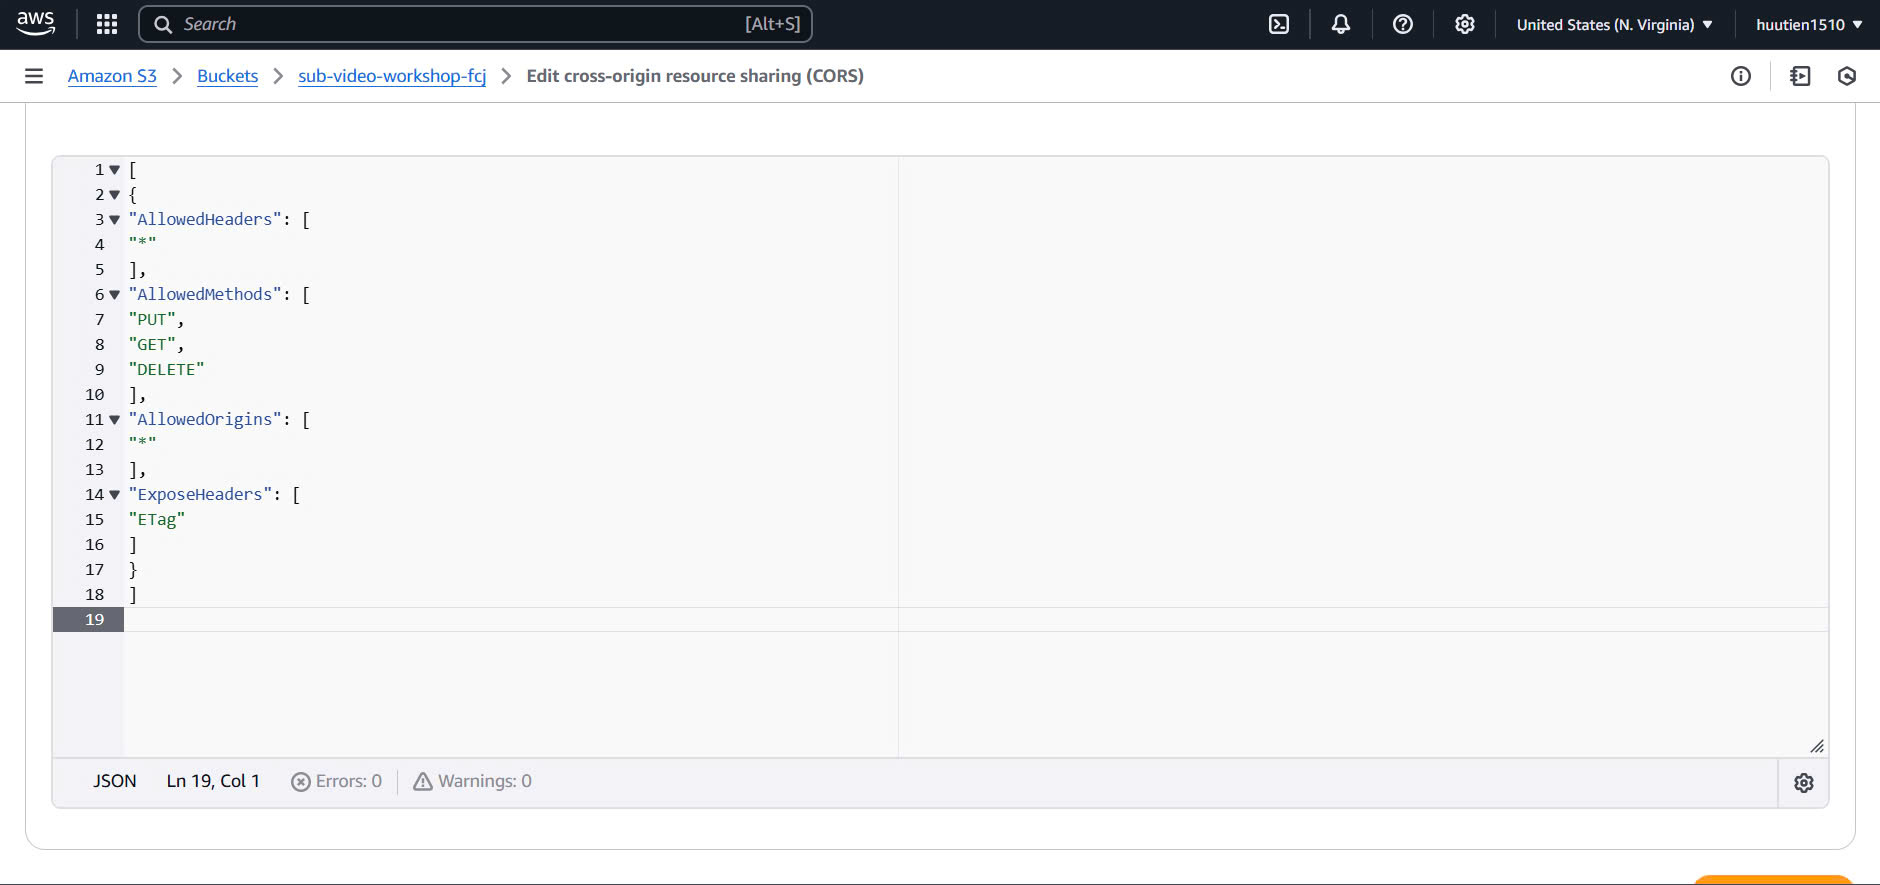 aws
Search [Alt+S]
United States (N. Virginia)
huutien1510
Amazon S3 > Buckets > sub-video-workshop-fcj > Edit cross-origin resource sharing (CORS)
1 [
2 {
3 "AllowedHeaders": [
4 "*"
5 ],
6 "AllowedMethods": [
7 "PUT",
8 "GET",
9 "DELETE"
10 ],
11 "AllowedOrigins": [
12 "*"
13 ],
14 "ExposeHeaders": [
15 "ETag"
16 ]
17 }
18 ]
19
JSON Ln 19, Col 1 Errors: 0 Warnings: 0